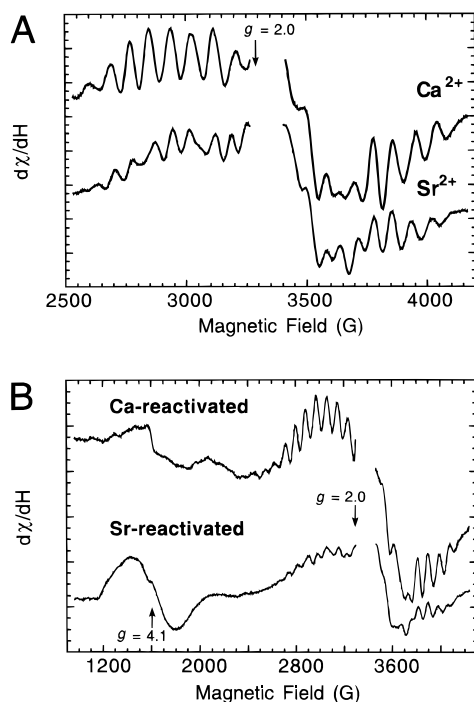 A
g = 2.0
Ca2+
Sr2+
dχ/dH
2500 3000 3500 4000
Magnetic Field (G)
B
Ca-reactivated
g = 2.0
Sr-reactivated
g = 4.1
dχ/dH
1200 2000 2800 3600
Magnetic Field (G)